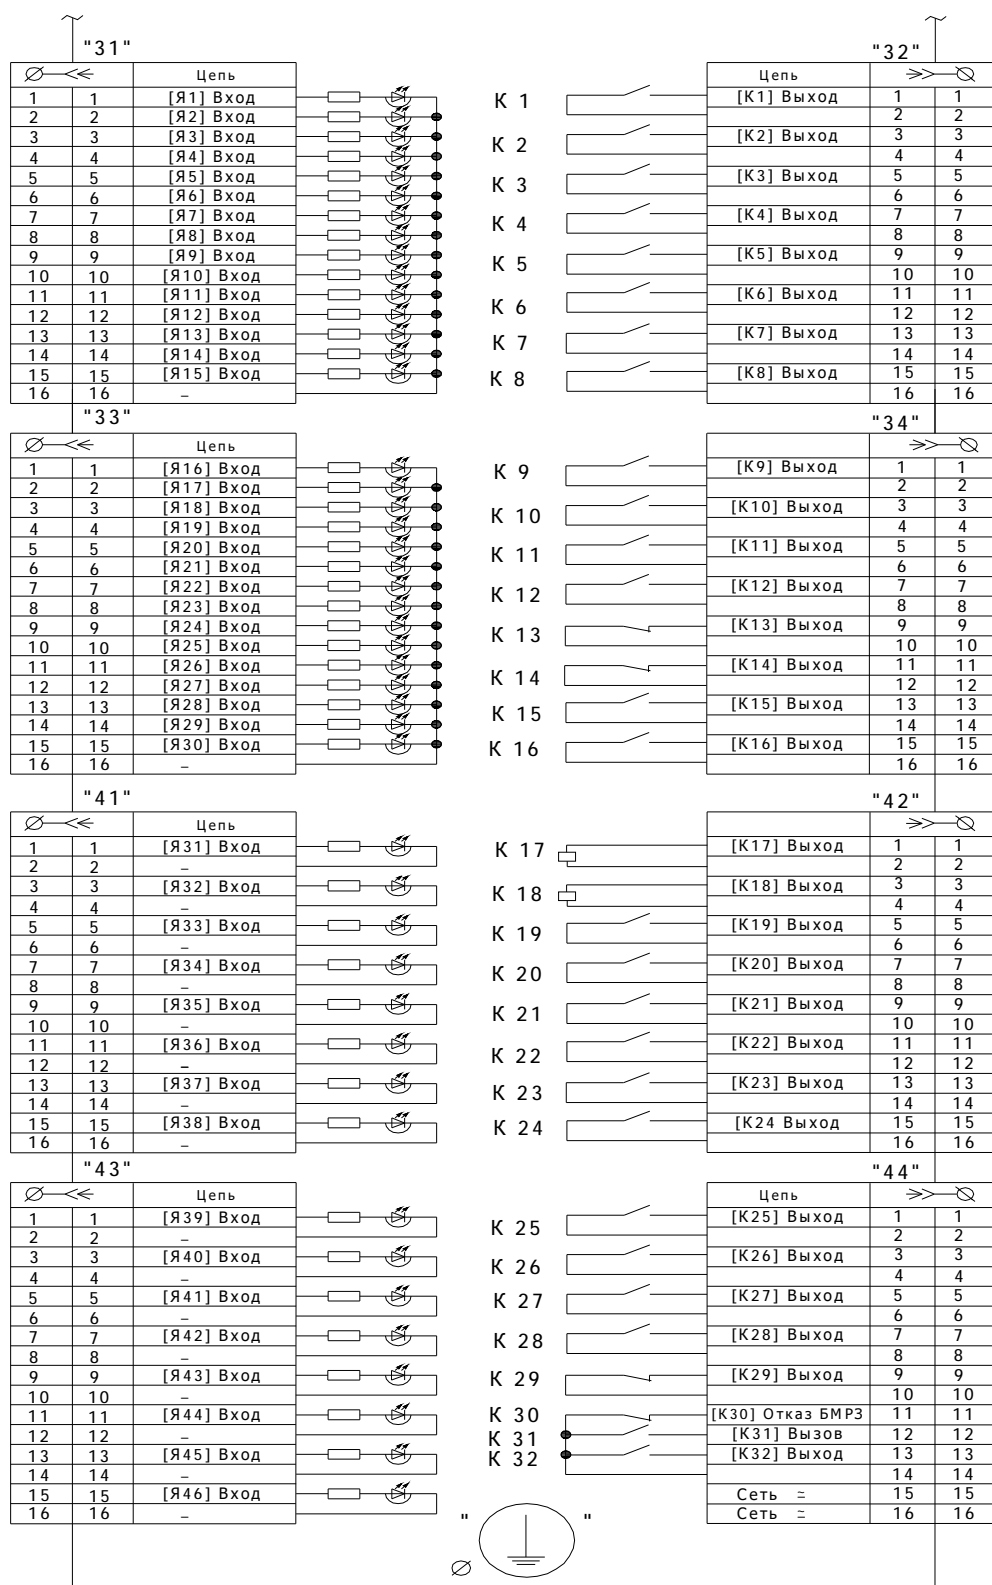 "31"
Цепь
1 1 [Я1] Вход
2 2 [Я2] Вход
3 3 [Я3] Вход
4 4 [Я4] Вход
5 5 [Я5] Вход
6 6 [Я6] Вход
7 7 [Я7] Вход
8 8 [Я8] Вход
9 9 [Я9] Вход
10 10 [Я10] Вход
11 11 [Я11] Вход
12 12 [Я12] Вход
13 13 [Я13] Вход
14 14 [Я14] Вход
15 15 [Я15] Вход
16 16 –
"32"
Цепь
К 1 [К1] Выход 1 1
2 2
К 2 [К2] Выход 3 3
4 4
К 3 [К3] Выход 5 5
6 6
К 4 [К4] Выход 7 7
8 8
К 5 [К5] Выход 9 9
10 10
К 6 [К6] Выход 11 11
12 12
К 7 [К7] Выход 13 13
14 14
К 8 [К8] Выход 15 15
16 16
"33"
Цепь
1 1 [Я16] Вход
2 2 [Я17] Вход
3 3 [Я18] Вход
4 4 [Я19] Вход
5 5 [Я20] Вход
6 6 [Я21] Вход
7 7 [Я22] Вход
8 8 [Я23] Вход
9 9 [Я24] Вход
10 10 [Я25] Вход
11 11 [Я26] Вход
12 12 [Я27] Вход
13 13 [Я28] Вход
14 14 [Я29] Вход
15 15 [Я30] Вход
16 16 –
"34"
К 9 [К9] Выход 1 1
2 2
К 10 [К10] Выход 3 3
4 4
К 11 [К11] Выход 5 5
6 6
К 12 [К12] Выход 7 7
8 8
К 13 [К13] Выход 9 9
10 10
К 14 [К14] Выход 11 11
12 12
К 15 [К15] Выход 13 13
14 14
К 16 [К16] Выход 15 15
16 16
"41"
Цепь
1 1 [Я31] Вход
2 2 –
3 3 [Я32] Вход
4 4 –
5 5 [Я33] Вход
6 6 –
7 7 [Я34] Вход
8 8 –
9 9 [Я35] Вход
10 10 –
11 11 [Я36] Вход
12 12 –
13 13 [Я37] Вход
14 14 –
15 15 [Я38] Вход
16 16 –
"42"
К 17 [К17] Выход 1 1
2 2
К 18 [К18] Выход 3 3
4 4
К 19 [К19] Выход 5 5
6 6
К 20 [К20] Выход 7 7
8 8
К 21 [К21] Выход 9 9
10 10
К 22 [К22] Выход 11 11
12 12
К 23 [К23] Выход 13 13
14 14
К 24 [К24 Выход 15 15
16 16
"43"
Цепь
1 1 [Я39] Вход
2 2 –
3 3 [Я40] Вход
4 4 –
5 5 [Я41] Вход
6 6 –
7 7 [Я42] Вход
8 8 –
9 9 [Я43] Вход
10 10 –
11 11 [Я44] Вход
12 12 –
13 13 [Я45] Вход
14 14 –
15 15 [Я46] Вход
16 16 –
"44"
Цепь
К 25 [К25] Выход 1 1
2 2
К 26 [К26] Выход 3 3
4 4
К 27 [К27] Выход 5 5
6 6
К 28 [К28] Выход 7 7
8 8
К 29 [К29] Выход 9 9
10 10
К 30 [К30] Отказ БМРЗ 11 11
К 31 [К31] Вызов 12 12
К 32 [К32] Выход 13 13
14 14
Сеть 15 15
Сеть 16 16
" "